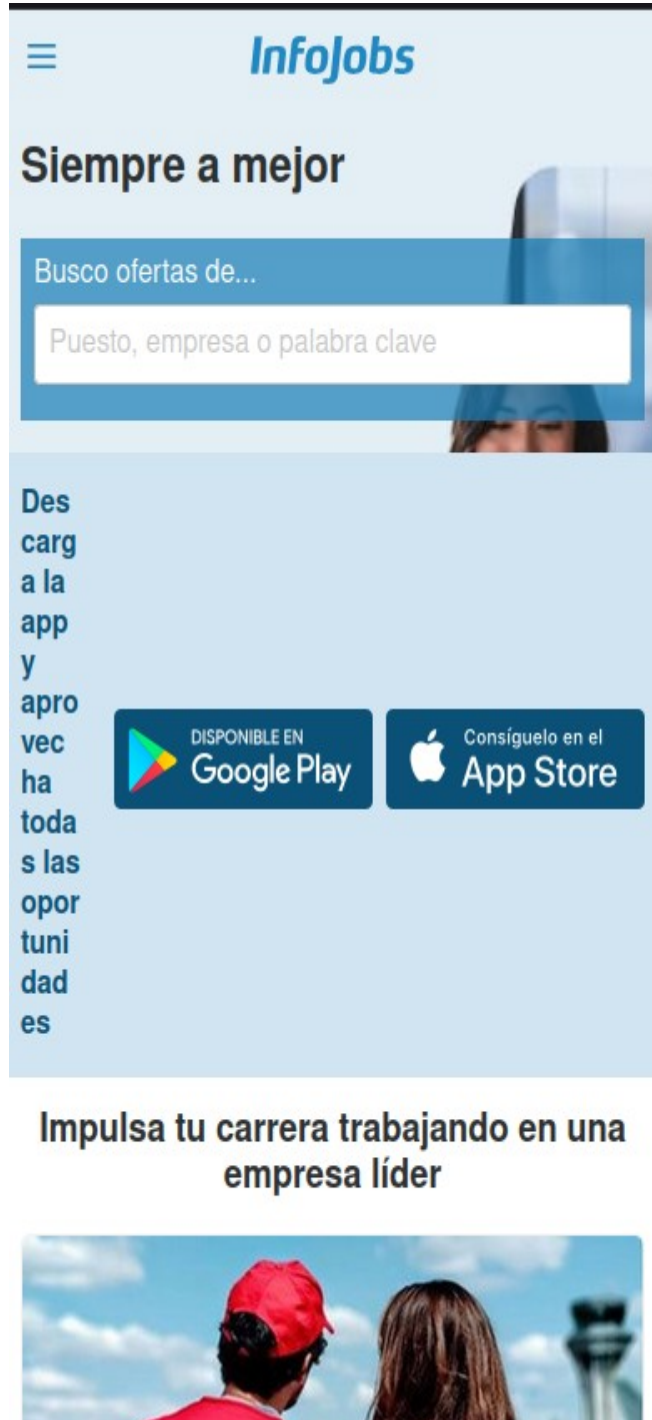 InfoJobs
Siempre a mejor
Busco ofertas de...
Puesto, empresa o palabra clave
Des
carg
a la
app
y
apro
vec
ha
toda
s las
opor
tuni
dad
es
DISPONIBLE EN
Google Play
Consíguelo en el
App Store
Impulsa tu carrera trabajando en una
empresa líder